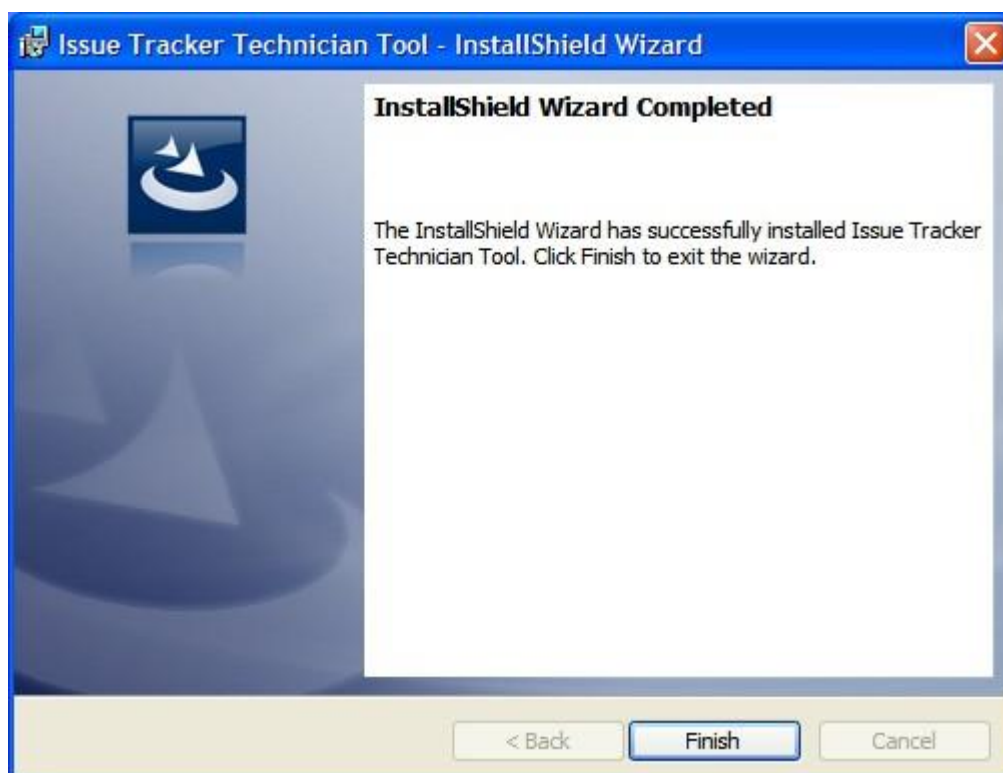 Issue Tracker Technician Tool - InstallShield Wizard
InstallShield Wizard Completed
The InstallShield Wizard has successfully installed Issue Tracker
Technician Tool. Click Finish to exit the wizard.
< Back
Finish
Cancel